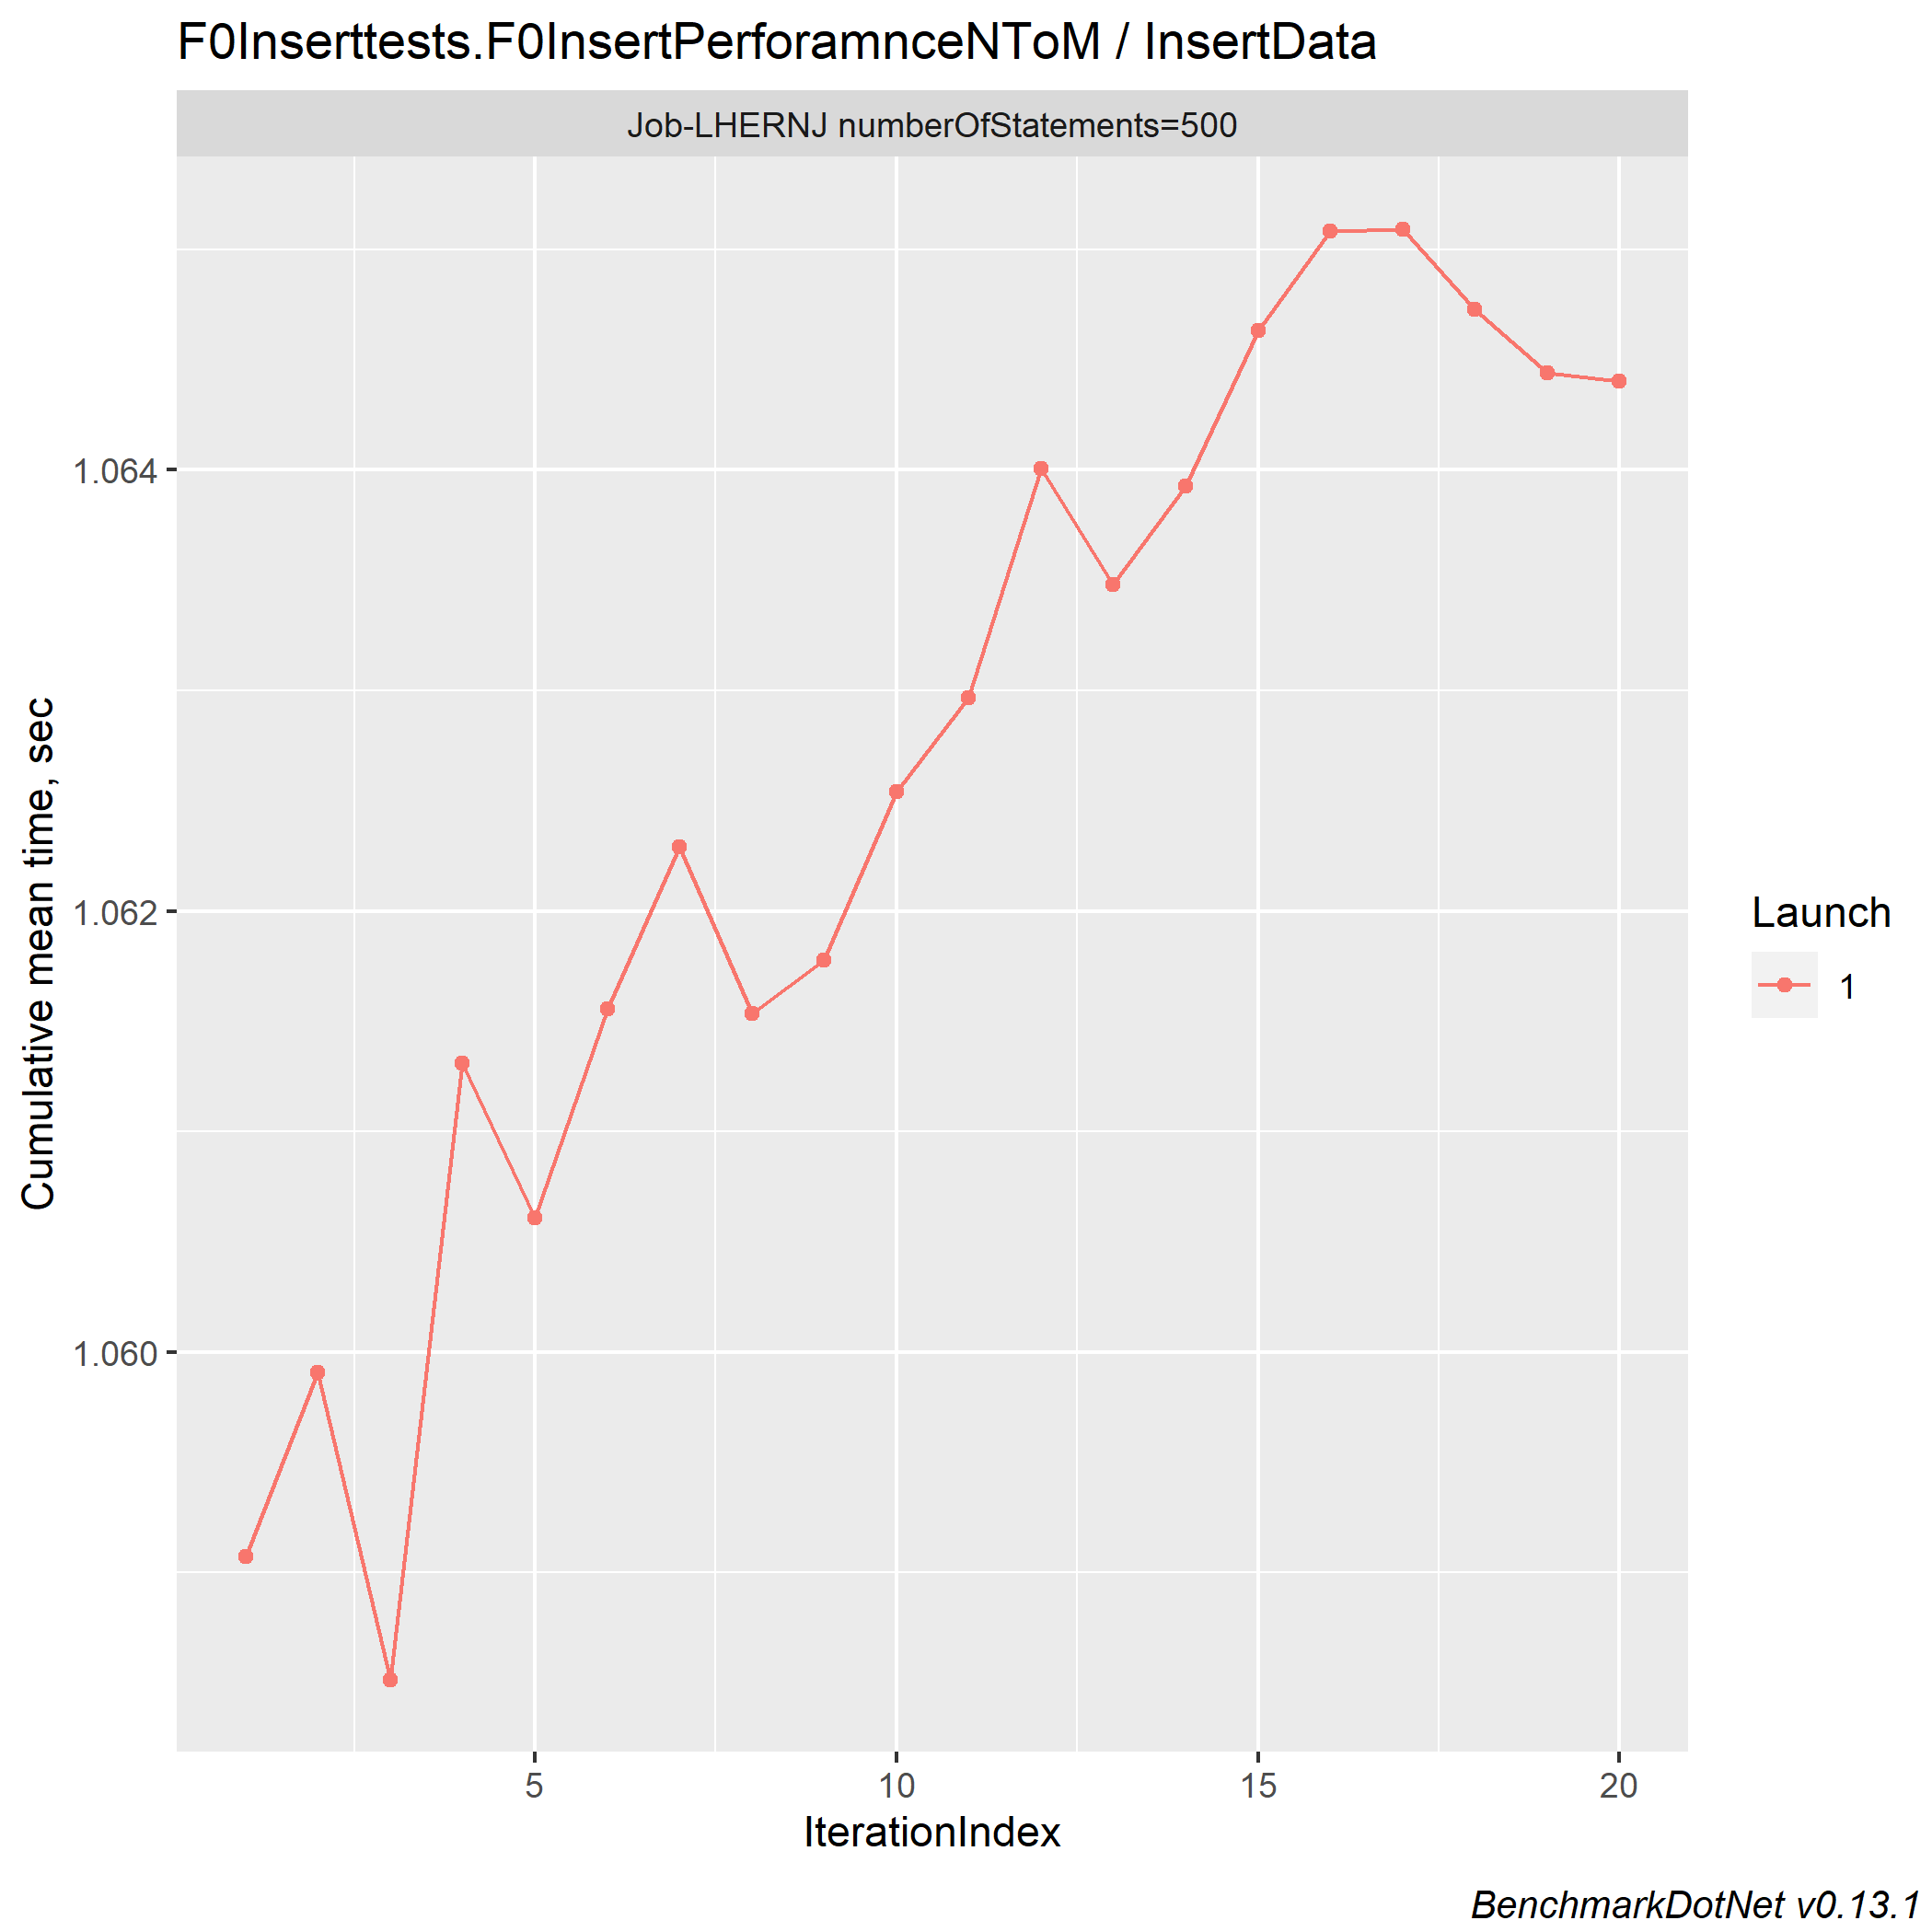 F0Inserttests.F0InsertPerforamnceNToM / InsertData
Job-LHERNJ numberOfStatements=500
Cumulative mean time, sec
1.064
1.062
1.060
5 10 15 20
IterationIndex
Launch
1
BenchmarkDotNet v0.13.1